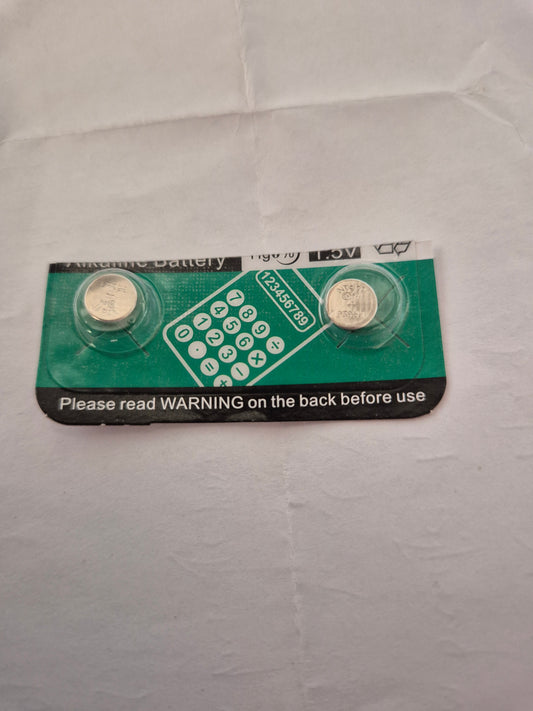 Alkaline Battery Hg0% 1.5V
123456789
7 8 9 ÷
4 5 6 ×
1 2 3 −
0 • = +
Please read WARNING on the back before use